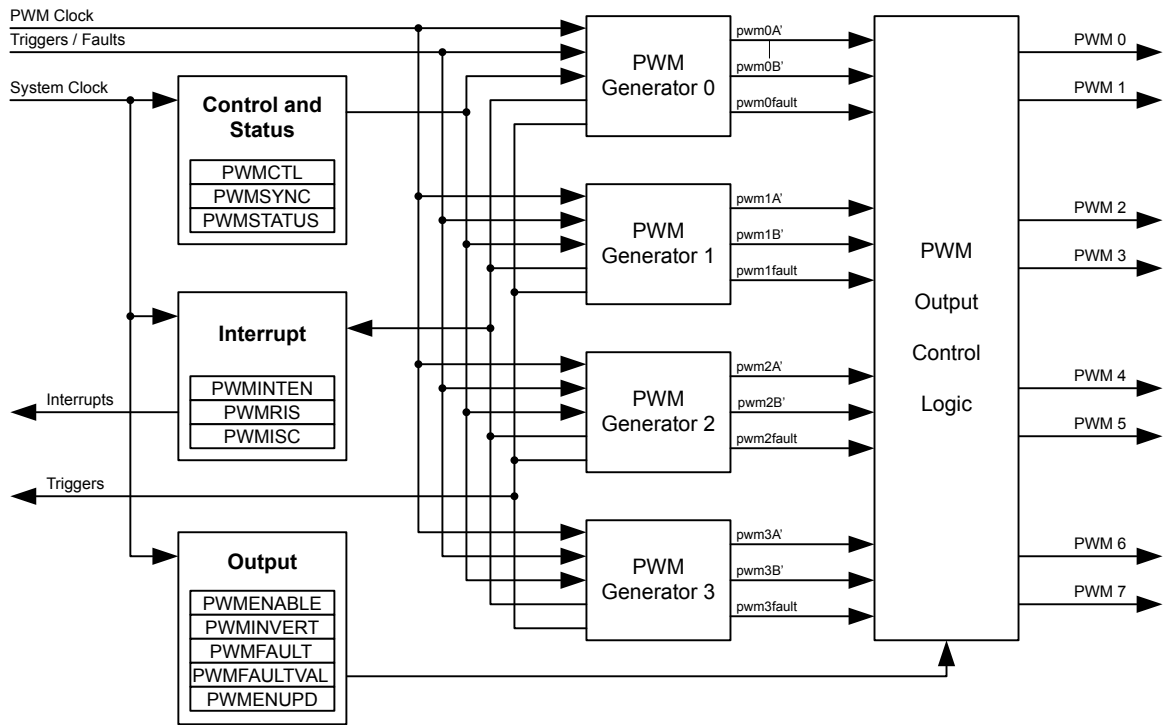 PWM Clock
Triggers / Faults
System Clock
Control and
Status
PWMCTL
PWMSYNC
PWMSTATUS
Interrupt
PWMINTEN
PWMRIS
PWMISC
Interrupts
Triggers
Output
PWMENABLE
PWMINVERT
PWMFAULT
PWMFAULTVAL
PWMENUPD
PWM
Generator 0
pwm0A'
pwm0B'
pwm0fault
PWM
Generator 1
pwm1A'
pwm1B'
pwm1fault
PWM
Generator 2
pwm2A'
pwm2B'
pwm2fault
PWM
Generator 3
pwm3A'
pwm3B'
pwm3fault
PWM
Output
Control
Logic
PWM 0
PWM 1
PWM 2
PWM 3
PWM 4
PWM 5
PWM 6
PWM 7